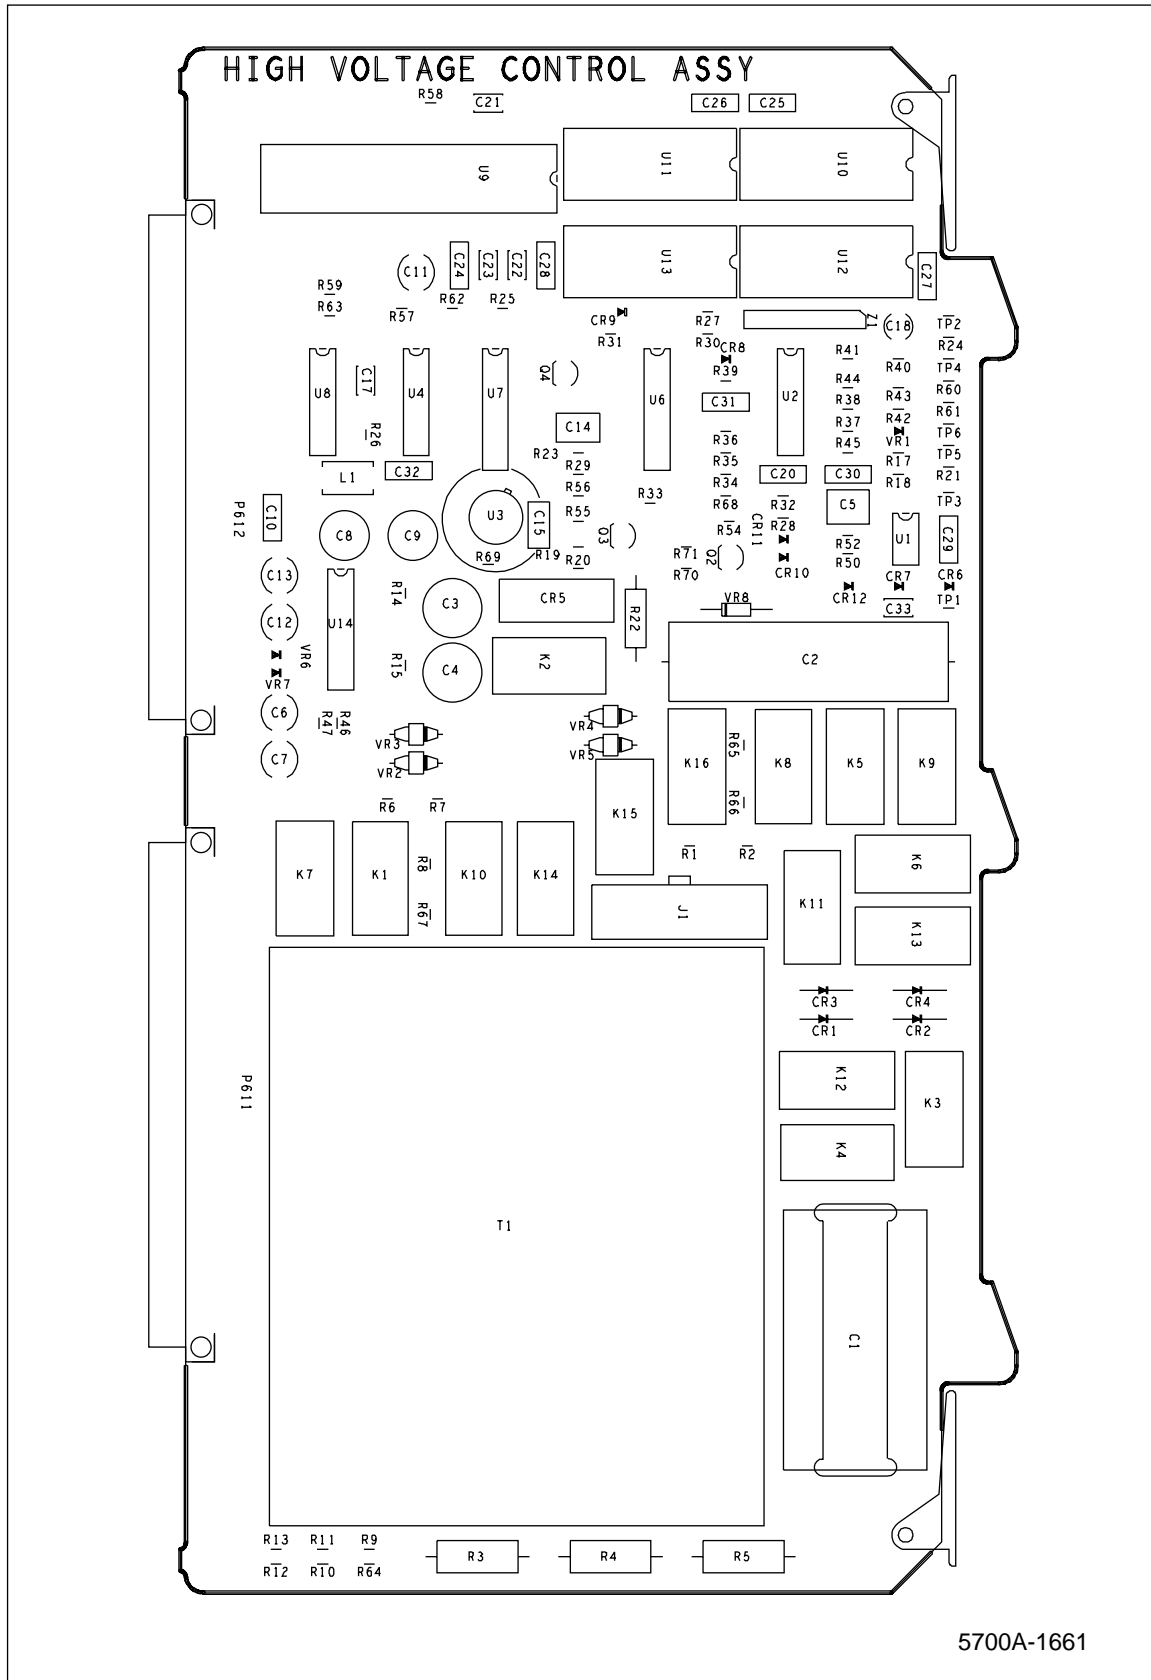 HIGH VOLTAGE CONTROL ASSY
R58 C21 C26 C25
U9 U11 U10
U13 U12
C11 C24 C23 C22 C28 C27
R59
R63 R57 R62 R25 CR9 R27 Z1 C18 TP2
R31 R30 CR8 R41 R24
R39 R40 TP4
U8 C17 U4 U7 Q4 U6 U2 R44 R60
C31 R38 R43 R61
C14 R37 R42
R26 R36 R45 VR1 TP6
R23 R29 R35 R17 TP5
L1 C32 R56 R34 C20 C30 R18 R21
P612 C10 U3 C15 R55 R33 R68 R32 C5 TP3
C8 C9 Q3 R54 CR11 R28 R52 U1 C29
R69 R19 R20 R71 Q2 CR10 R50
C13 R14 R70 CR7 CR6
C3 CR5 R22 VR8 CR12 C33 TP1
C12 U14
VR6 R15 C4 K2 C2
VR7
C6 R47 R46 VR4
VR3 VR5 R65
C7 VR2 K16 K8 K5 K9
R6 R7 K15 R66
R1 R2
K7 K1 R8 K10 K14 K6
R67 J1 K11 K13
CR3 CR4
CR1 CR2
P611 K12 K3
K4
T1
C1
R13 R11 R9
R3 R4 R5
R12 R10 R64
5700A-1661